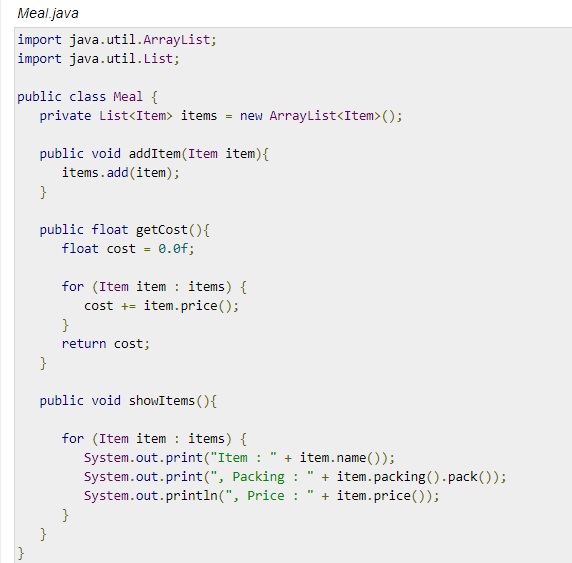 Meal.java
import java.util.ArrayList;
import java.util.List;
public class Meal {
   private List<Item> items = new ArrayList<Item>();
   public void addItem(Item item){
      items.add(item);
   }
   public float getCost(){
      float cost = 0.0f;
      for (Item item : items) {
         cost += item.price();
      }
      return cost;
   }
   public void showItems(){
      for (Item item : items) {
         System.out.print("Item : " + item.name());
         System.out.print(", Packing : " + item.packing().pack());
         System.out.println(", Price : " + item.price());
      }
   }
}